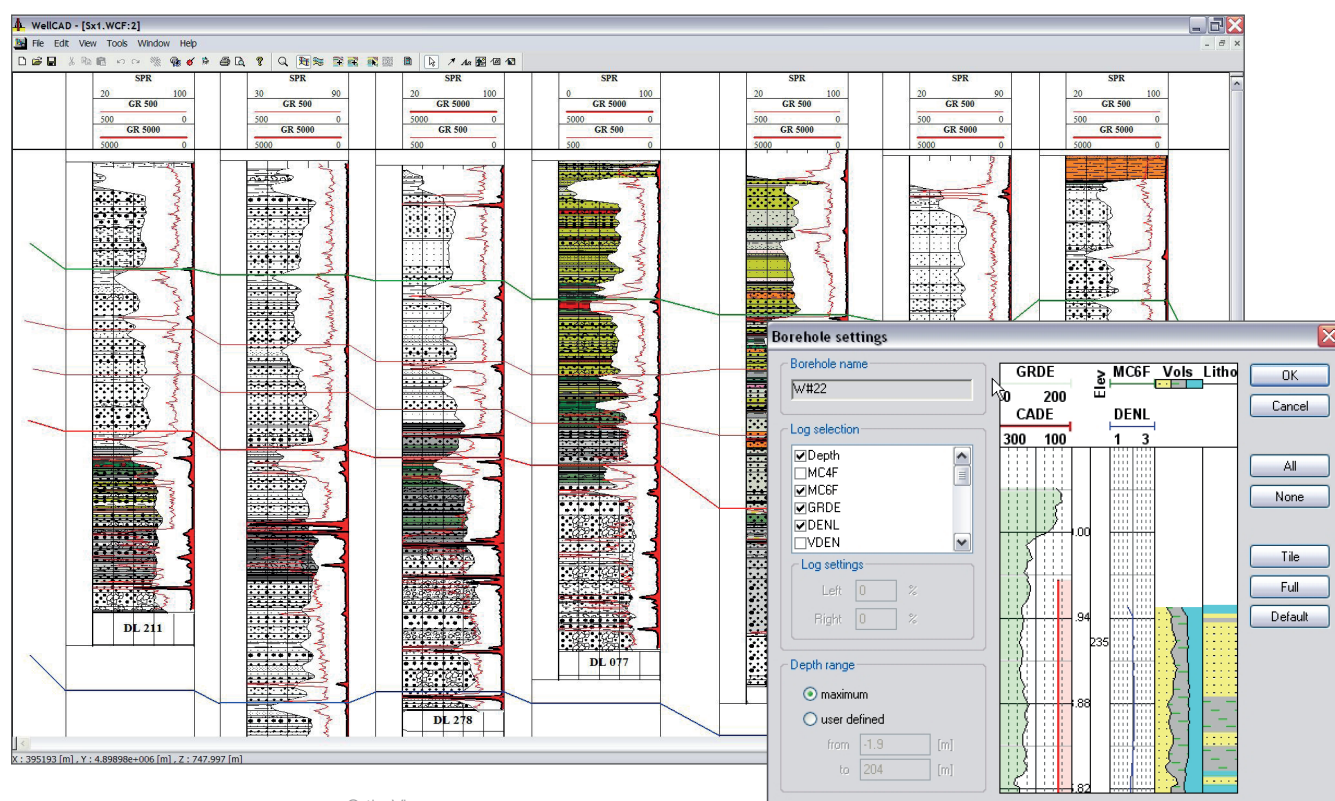 WellCAD - [Sx1.WCF:2]
File Edit View Tools Window Help
SPR SPR SPR SPR SPR SPR SPR
20 100 30 90 20 100 0 100 20 100 20 90 20 100
GR 500 GR 500 GR 5000 GR 5000 GR 500 GR 500 GR 500
500 0 500 0 5000 0 5000 0 500 0 500 0 500 0
GR 5000 GR 5000 GR 500 GR 500 GR 5000 GR 5000 GR 5000
5000 0 5000 0 500 0 500 0 5000 0 5000 0 5000 0
DL 211
DL 278
DL 077
X : 395193 [m] , Y : 4.89898e+006 [m] , Z : 747.997 [m]
Borehole settings
Borehole name
W#22
Log selection
Depth
MC4F
MC6F
GRDE
DENL
VDEN
Log settings
Left 0 %
Right 0 %
Depth range
maximum
user defined
from -1.9 [m]
to 204 [m]
GRDE Elev MC6F Vols Litho
0 200
CADE DENL
300 100 1 3
.00
.94
235
.88
.82
OK
Cancel
All
None
Tile
Full
Default